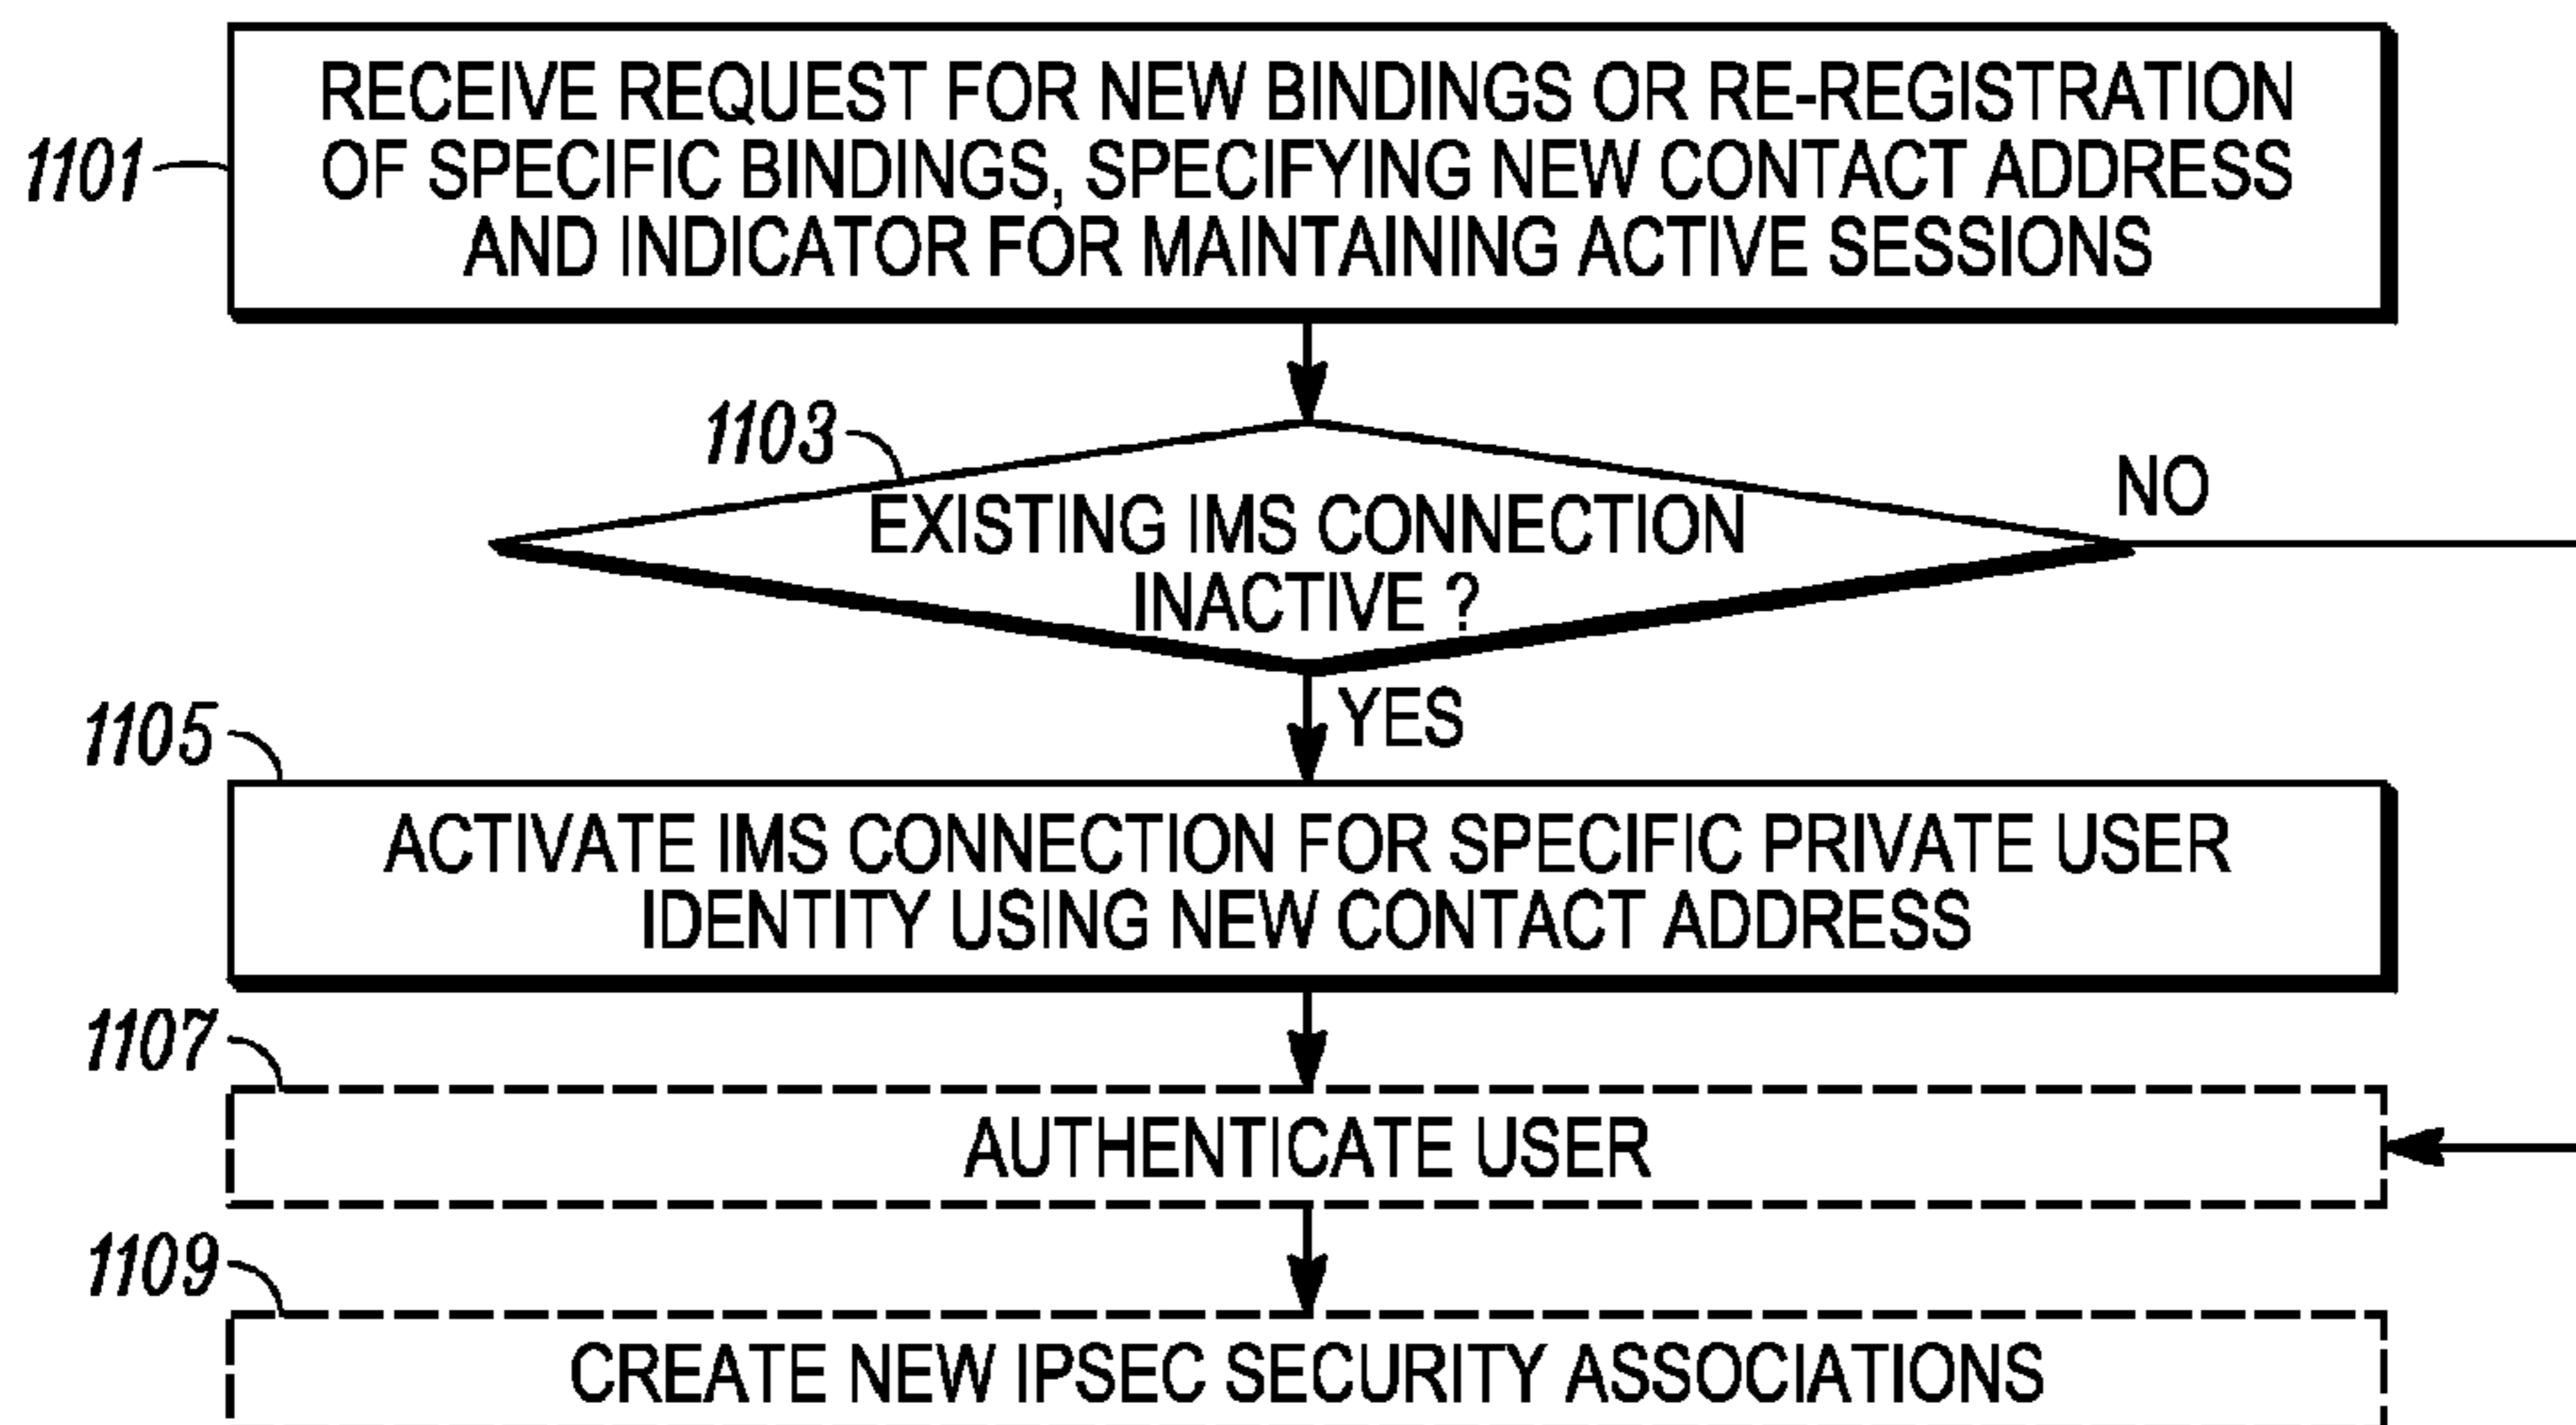 1101
RECEIVE REQUEST FOR NEW BINDINGS OR RE-REGISTRATION
OF SPECIFIC BINDINGS, SPECIFYING NEW CONTACT ADDRESS
AND INDICATOR FOR MAINTAINING ACTIVE SESSIONS
1103
NO
EXISTING IMS CONNECTION
INACTIVE ?
YES
1105
ACTIVATE IMS CONNECTION FOR SPECIFIC PRIVATE USER
IDENTITY USING NEW CONTACT ADDRESS
1107
AUTHENTICATE USER
1109
CREATE NEW IPSEC SECURITY ASSOCIATIONS